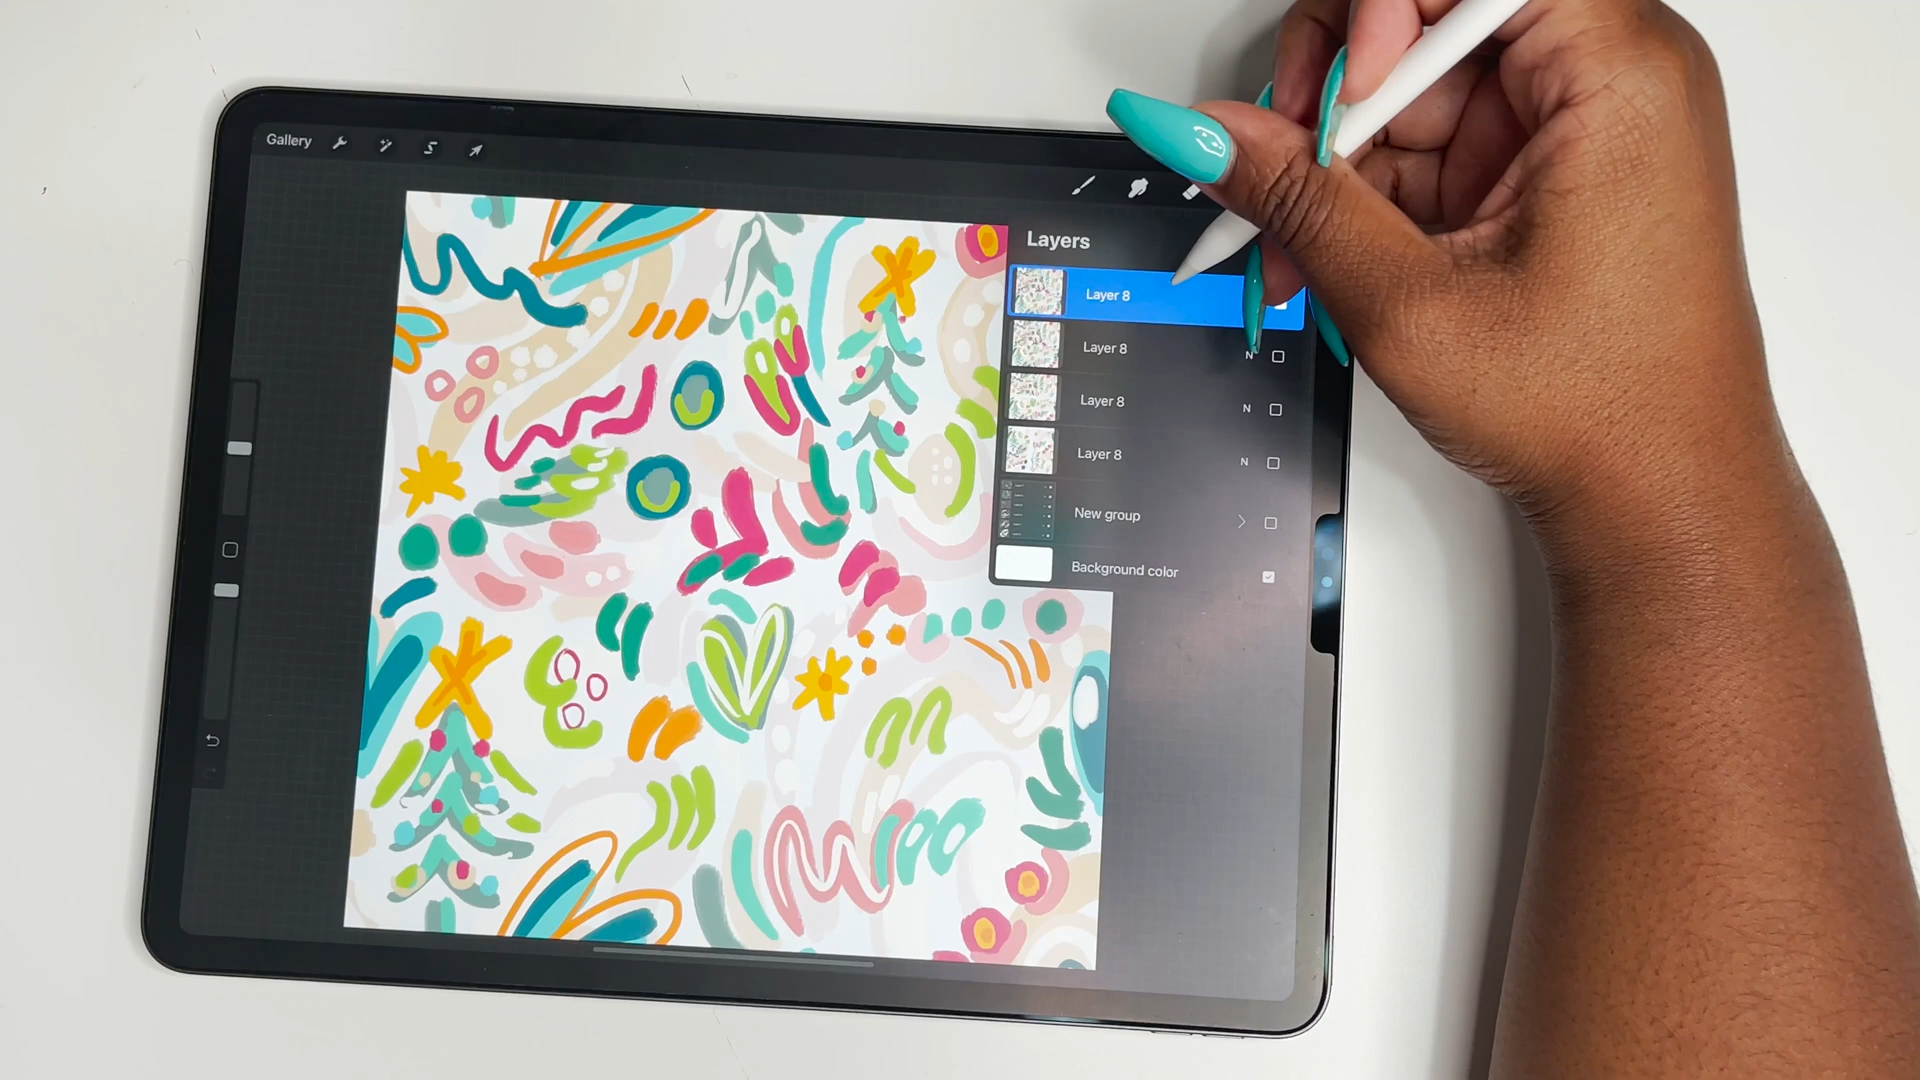 Gallery
Layers
Layer 8
Layer 8 N
Layer 8 N
Layer 8 N
New group
Background color